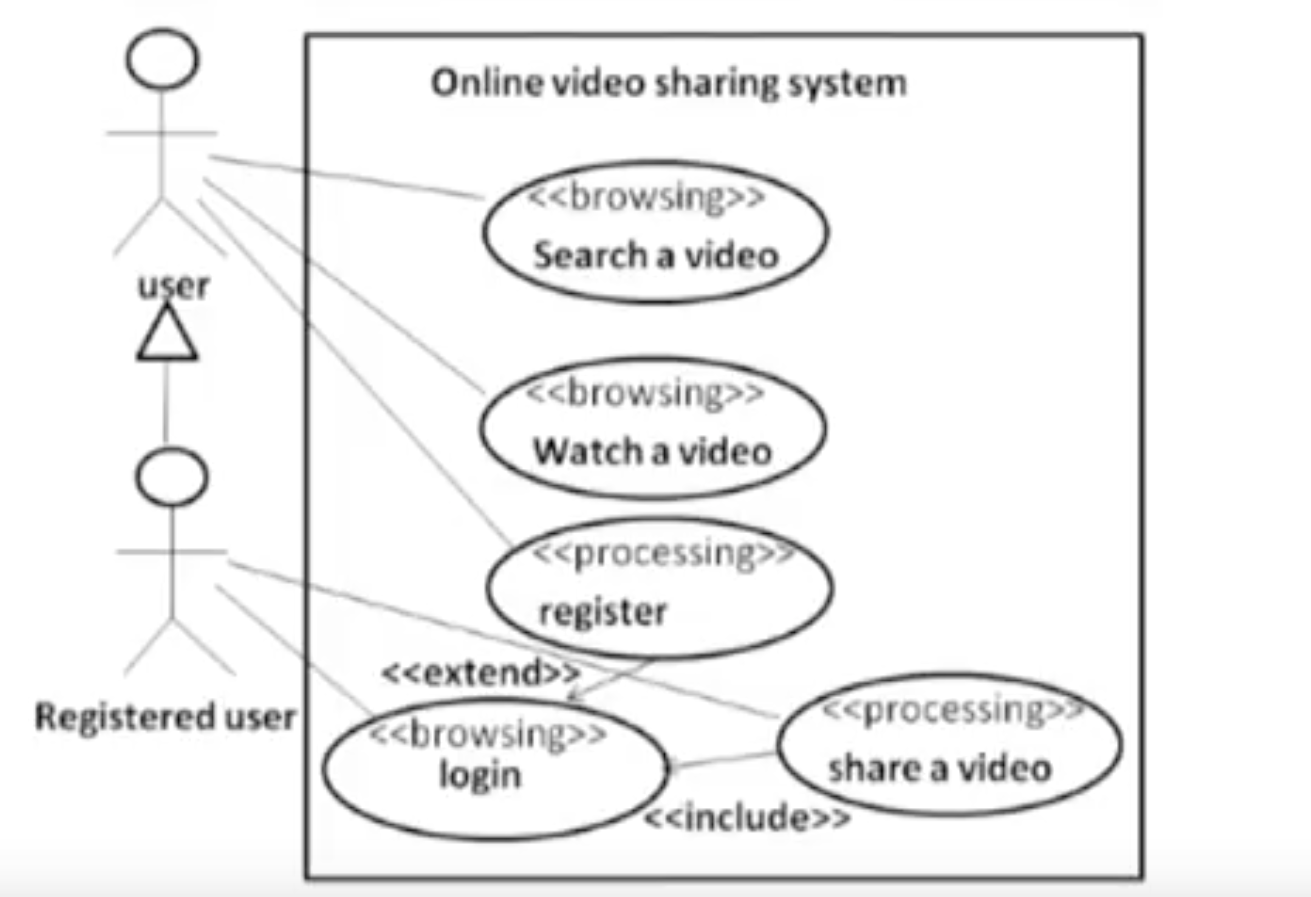 Online video sharing system
<<browsing>>
Search a video
user
<<browsing>>
Watch a video
<<processing>>
register
<<extend>>
Registered user
<<browsing>>
login
<<processing>>
share a video
<<include>>